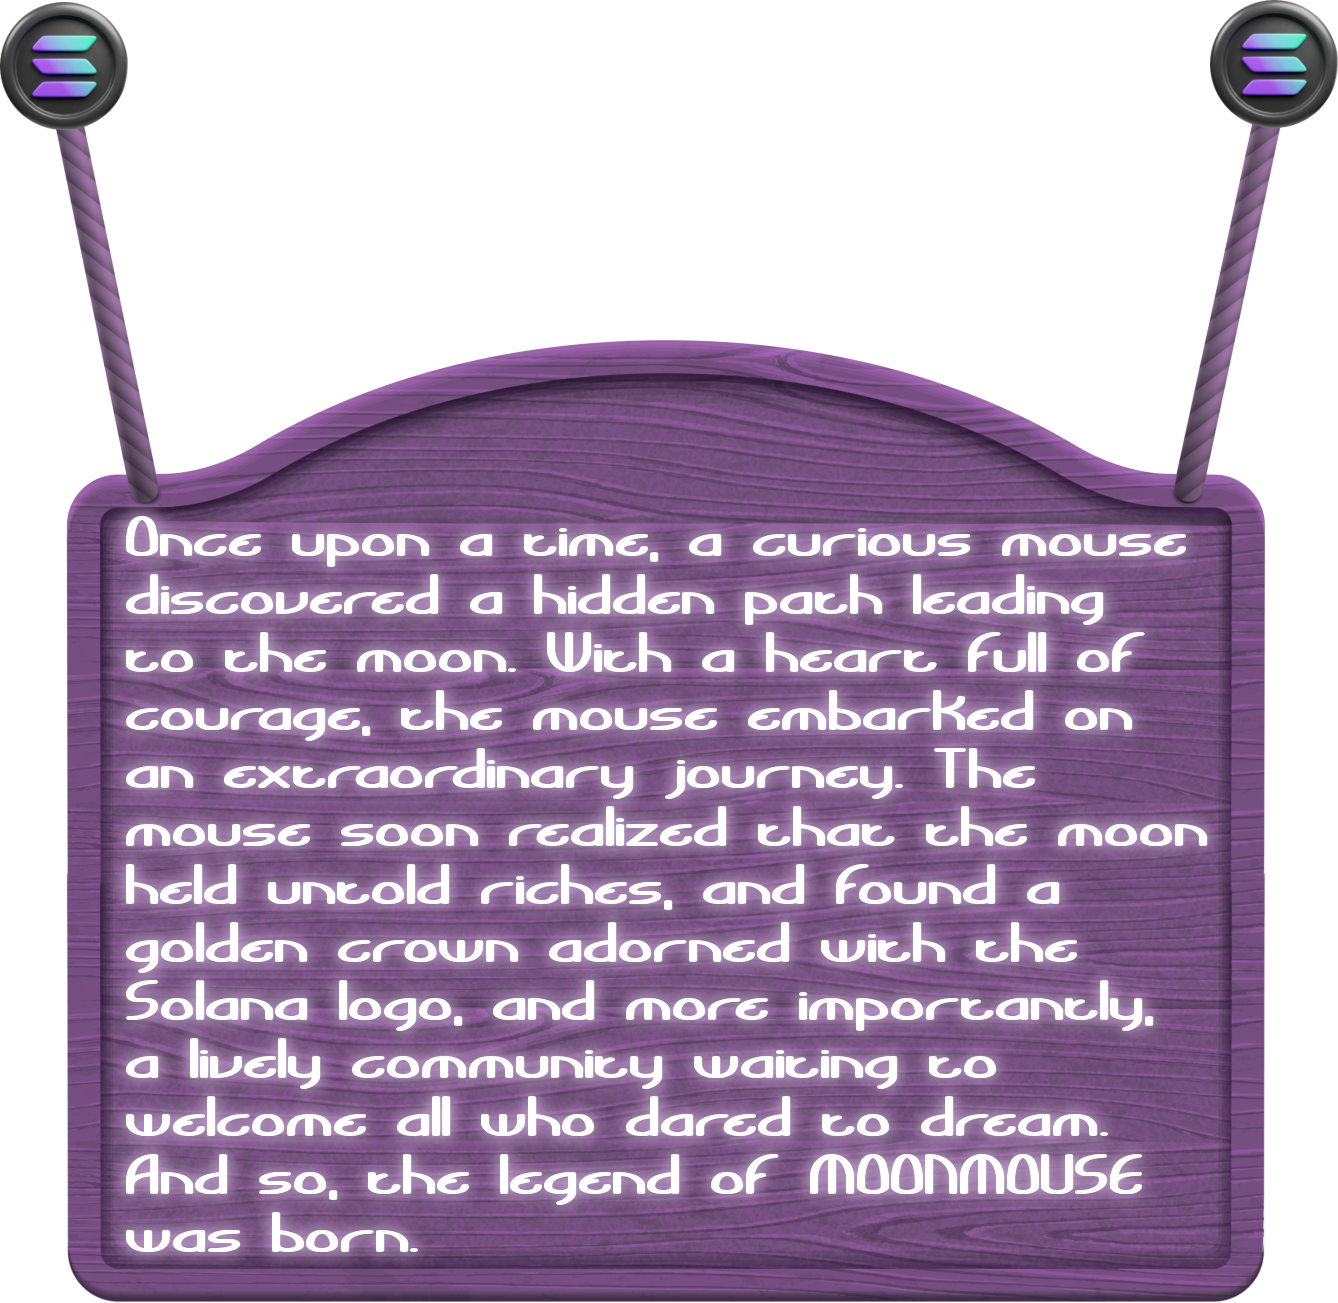 Once upon a time, a curious mouse
discovered a hidden path leading
to the moon. With a heart full of
courage, the mouse embarked on
an extraordinary journey. The
mouse soon realized that the moon
held untold riches, and found a
golden crown adorned with the
Solana logo, and more importantly,
a lively community waiting to
welcome all who dared to dream.
And so, the legend of MOONMOUSE
was born.